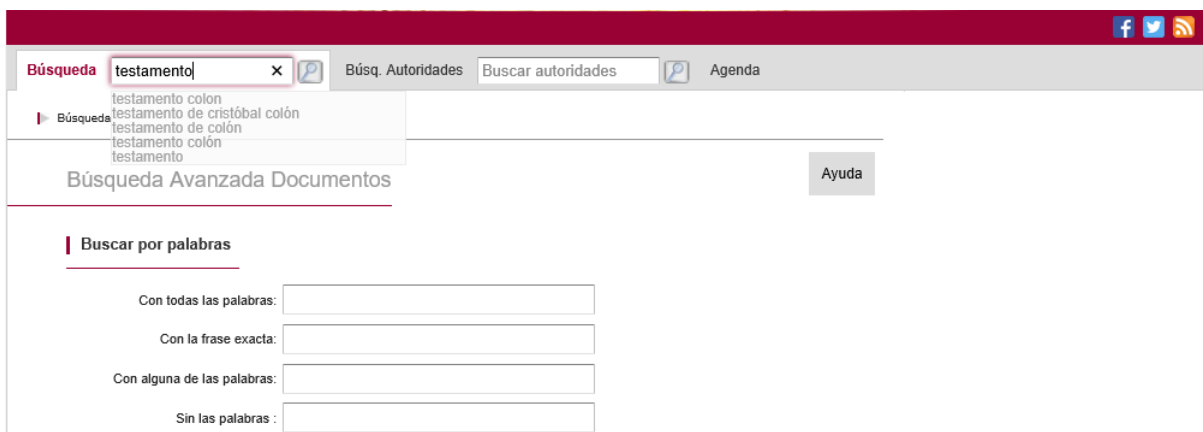 Búsqueda testamento Búsq. Autoridades Buscar autoridades Agenda
testamento colon
testamento de cristóbal colón
Búsqueda
testamento de colón
testamento colón
testamento
Búsqueda Avanzada Documentos
Ayuda
Buscar por palabras
Con todas las palabras:
Con la frase exacta:
Con alguna de las palabras:
Sin las palabras :